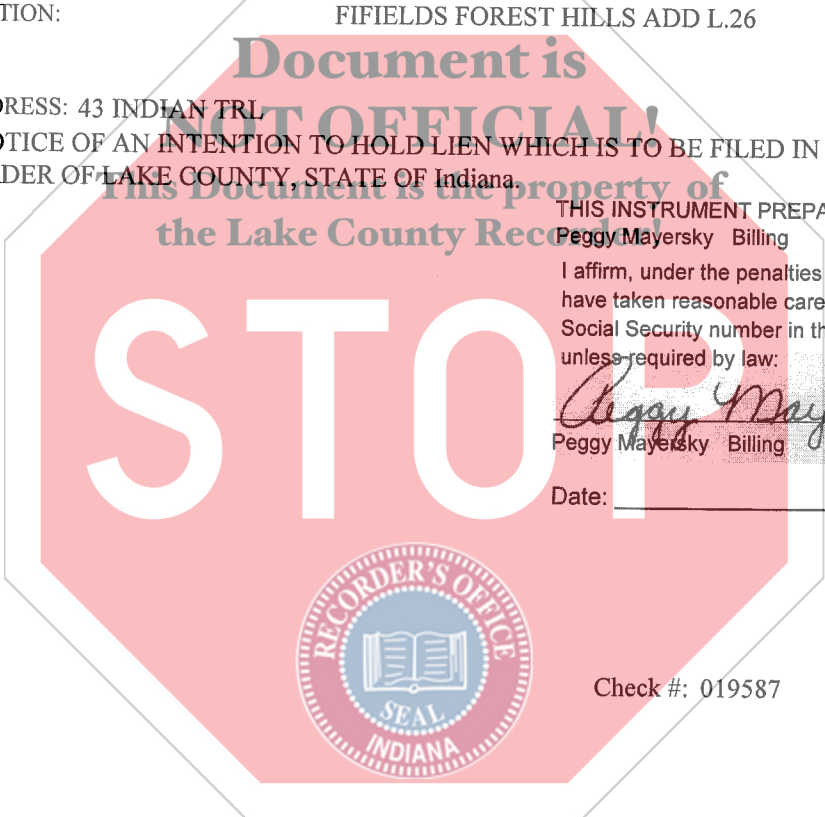 TION: FIFIELDS FOREST HILLS ADD L.26
Document is
DRESS: 43 INDIAN TRL
NOT OFFICIAL!
OTICE OF AN INTENTION TO HOLD LIEN WHICH IS TO BE FILED IN
DER OF LAKE COUNTY, STATE OF Indiana.
This Document is the property of
the Lake County Recorder!
THIS INSTRUMENT PREPA
Peggy Mayersky Billing
I affirm, under the penalties
have taken reasonable care
Social Security number in th
unless required by law:
Peggy May
Peggy Mayersky Billing
Date:
STOP
RECORDER'S OFFICE
SEAL
INDIANA
Check #: 019587